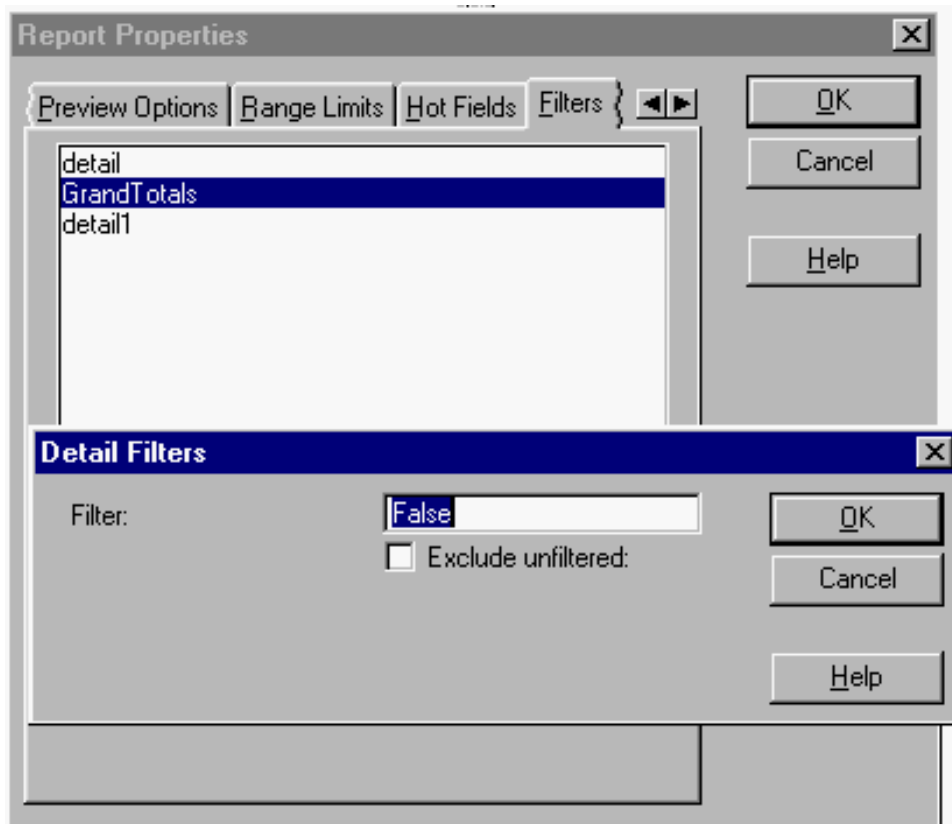 Report Properties
Preview Options Range Limits Hot Fields Filters
OK
Cancel
Help
detail
GrandTotals
detail1
Detail Filters
Filter: False
Exclude unfiltered:
OK
Cancel
Help